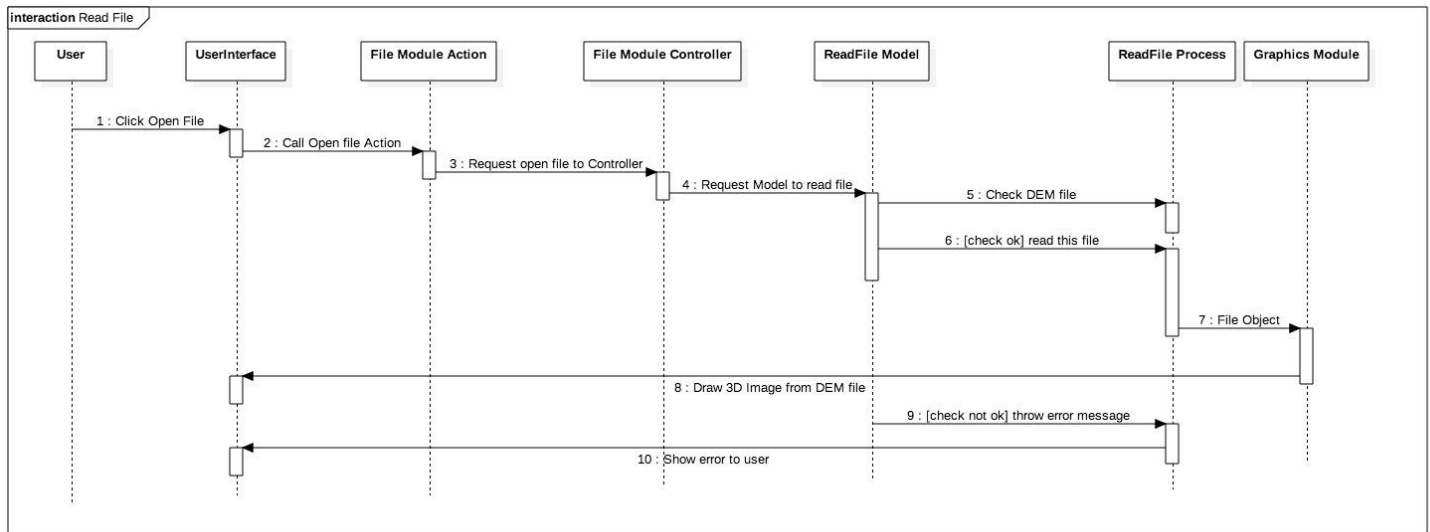 interaction Read File
User
UserInterface
File Module Action
File Module Controller
ReadFile Model
ReadFile Process
Graphics Module
1 : Click Open File
2 : Call Open file Action
3 : Request open file to Controller
4 : Request Model to read file
5 : Check DEM file
6 : [check ok] read this file
7 : File Object
8 : Draw 3D Image from DEM file
9 : [check not ok] throw error message
10 : Show error to user